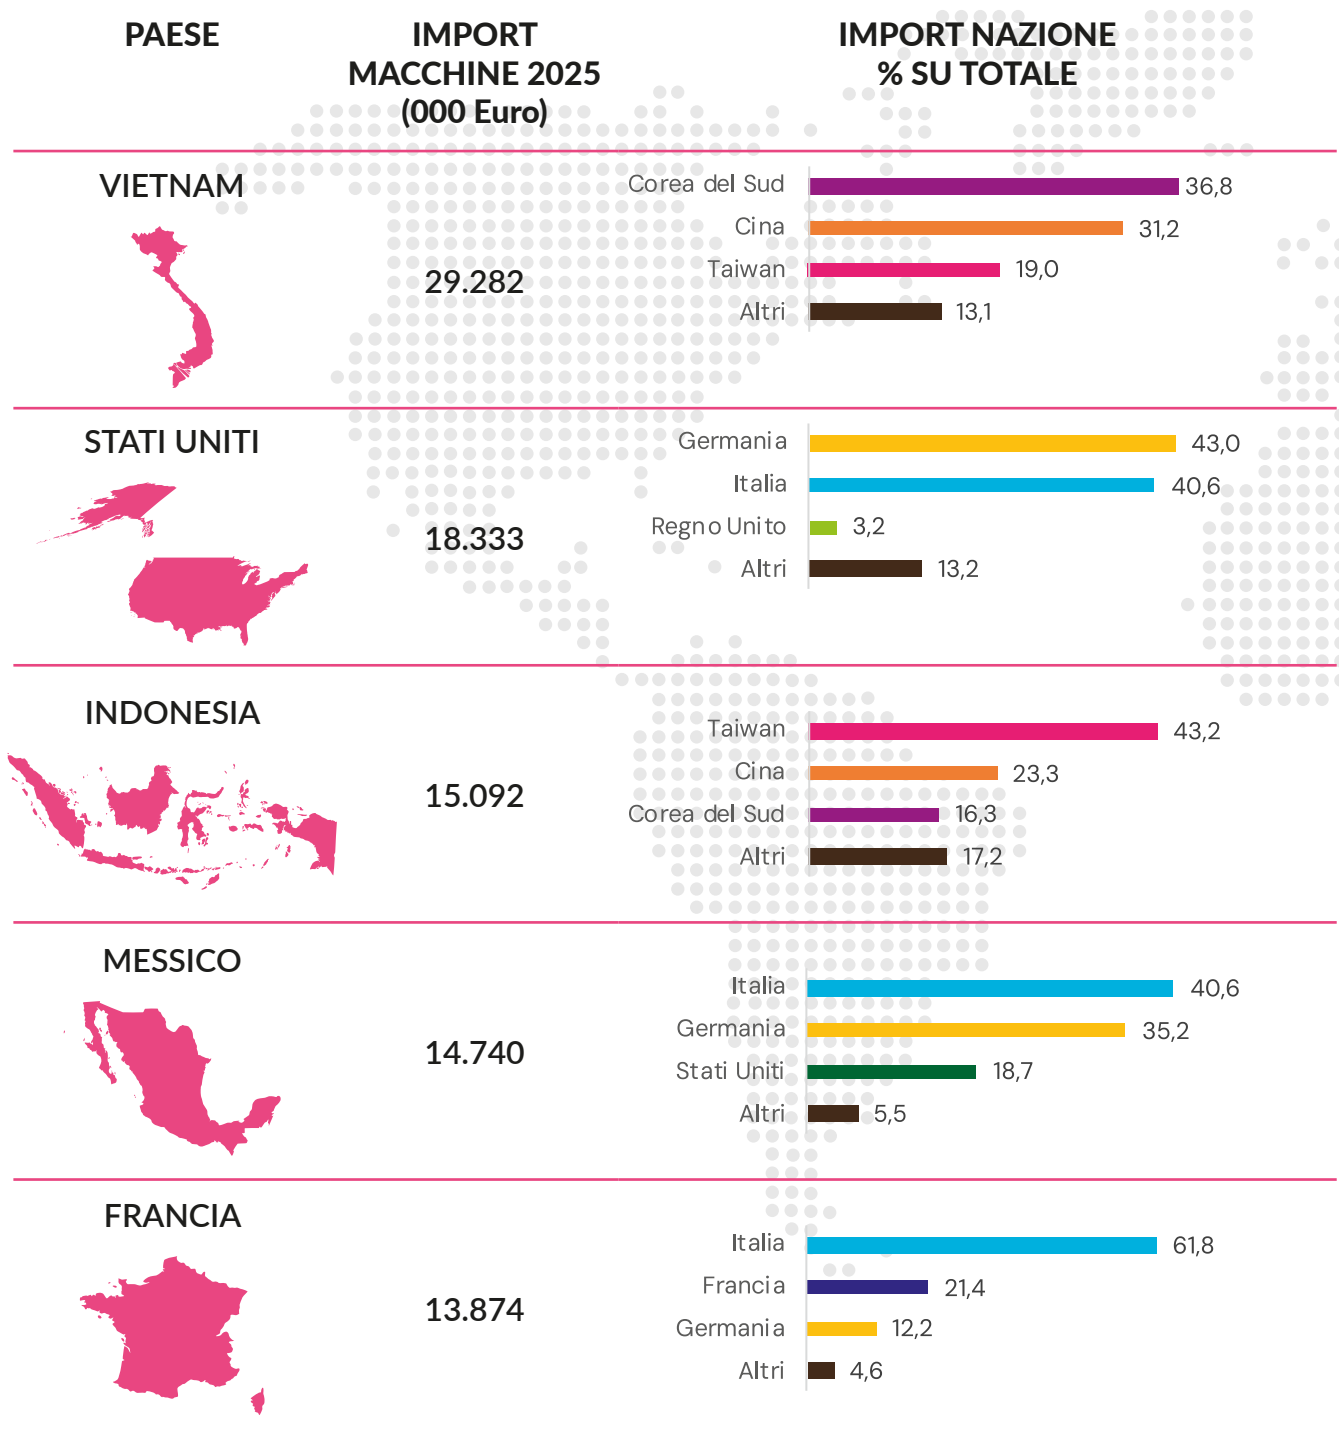 PAESE
IMPORT
MACCHINE 2025
(000 Euro)
IMPORT NAZIONE
% SU TOTALE
VIETNAM
29.282
Corea del Sud 36,8
Cina 31,2
Taiwan 19,0
Altri 13,1
STATI UNITI
18.333
Germania 43,0
Italia 40,6
Regno Unito 3,2
Altri 13,2
INDONESIA
15.092
Taiwan 43,2
Cina 23,3
Corea del Sud 16,3
Altri 17,2
MESSICO
14.740
Italia 40,6
Germania 35,2
Stati Uniti 18,7
Altri 5,5
FRANCIA
13.874
Italia 61,8
Francia 21,4
Germania 12,2
Altri 4,6